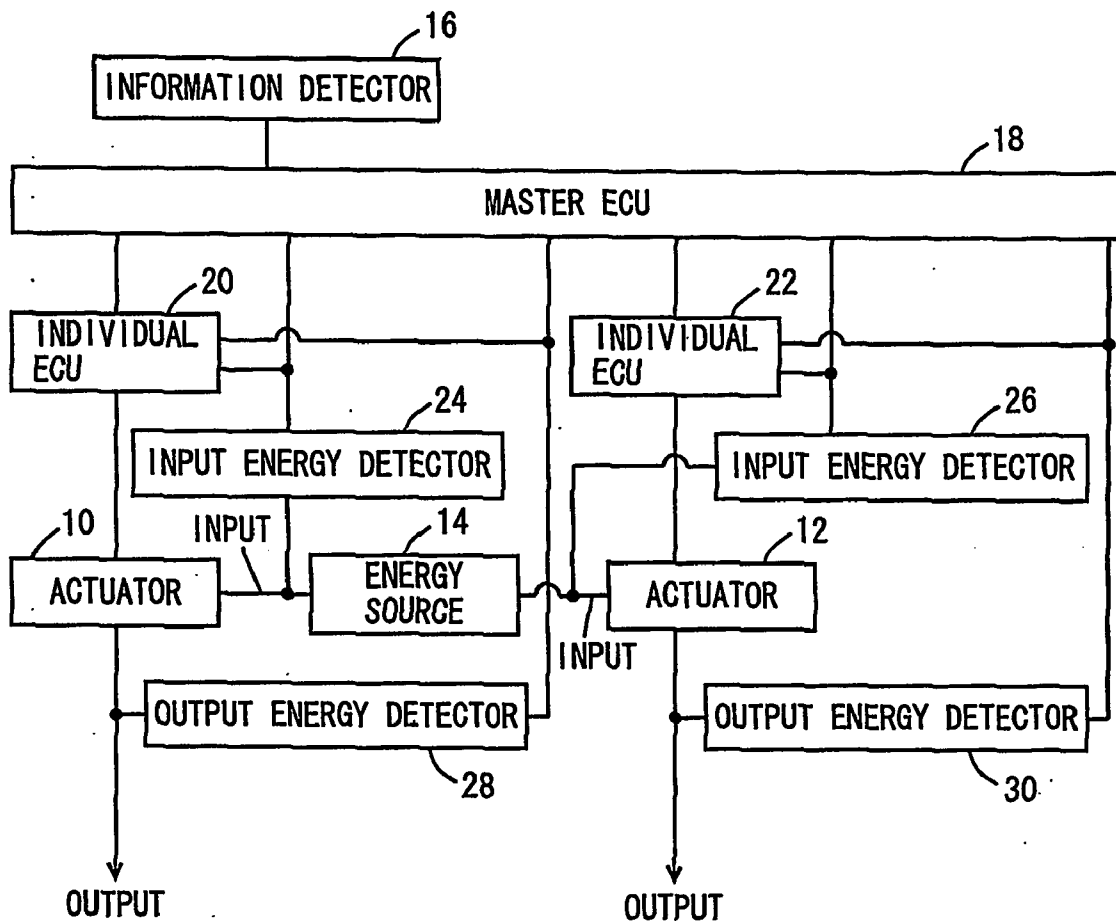 16
INFORMATION DETECTOR
18
MASTER ECU
20
INDIVIDUAL
ECU
22
INDIVIDUAL
ECU
24
INPUT ENERGY DETECTOR
26
INPUT ENERGY DETECTOR
10
INPUT
14
12
ACTUATOR
ENERGY
SOURCE
ACTUATOR
INPUT
OUTPUT ENERGY DETECTOR
OUTPUT ENERGY DETECTOR
28
30
OUTPUT
OUTPUT